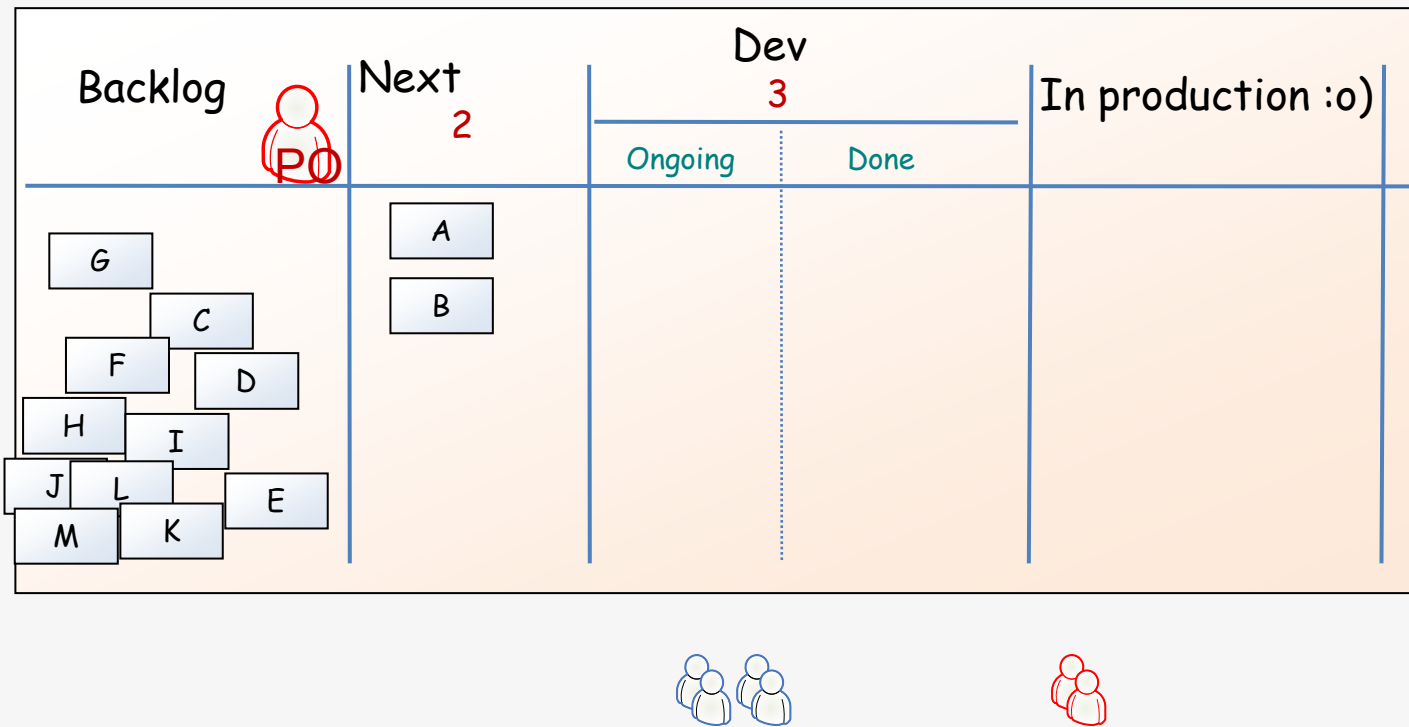 Backlog
PO
Next
2
Dev
3
Ongoing
Done
In production :o)
A
B
G
C
F
D
H
I
J
L
E
M
K